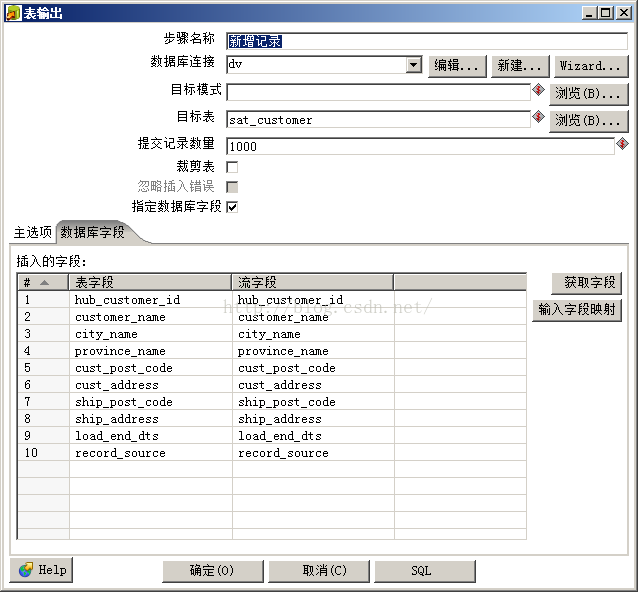 表输出
步骤名称 新增记录
数据库连接 dv 编辑... 新建... Wizard...
目标模式 浏览(B)...
目标表 sat_customer 浏览(B)...
提交记录数量 1000
裁剪表
忽略插入错误
指定数据库字段
主选项 数据库字段
插入的字段:
# 表字段 流字段 获取字段
1 hub_customer_id hub_customer_id
http://blog.csdn.net/
2 customer_name customer_name 输入字段映射
3 city_name city_name
4 province_name province_name
5 cust_post_code cust_post_code
6 cust_address cust_address
7 ship_post_code ship_post_code
8 ship_address ship_address
9 load_end_dts load_end_dts
10 record_source record_source
Help 确定(O) 取消(C) SQL